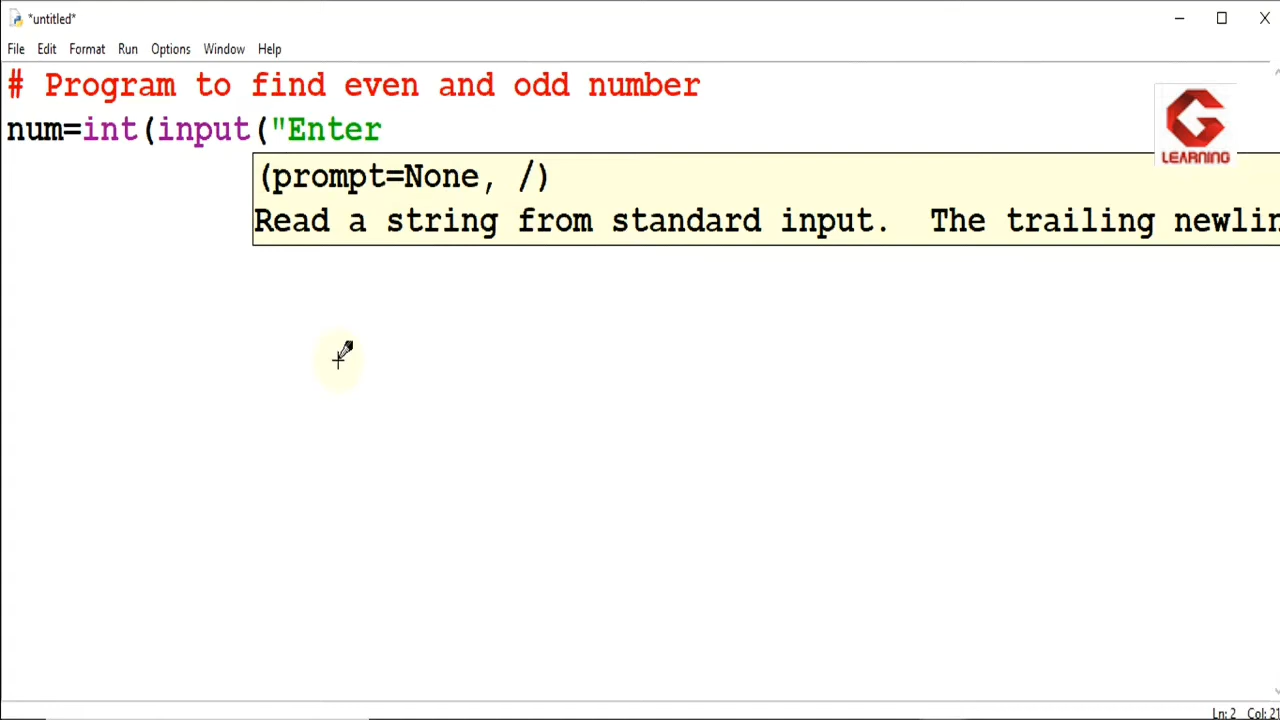 *untitled*
File Edit Format Run Options Window Help
# Program to find even and odd number
num=int(input("Enter
(prompt=None, /)
Read a string from standard input.  The trailing newlin
LEARNING
Ln: 2 Col: 21